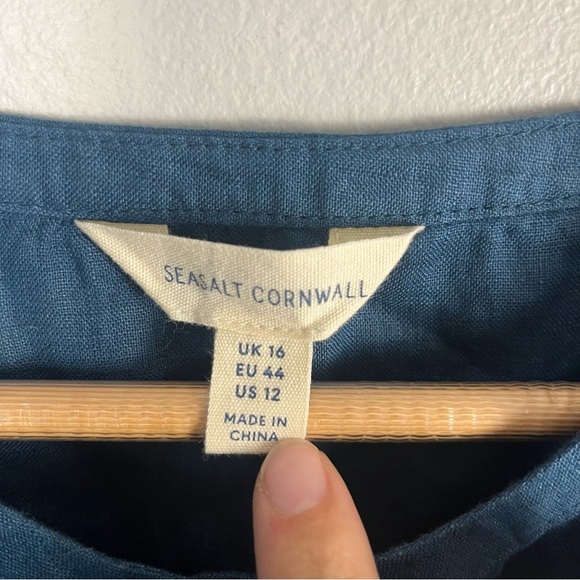 SEASALT CORNWALL
UK 16
EU 44
US 12
MADE IN
CHINA